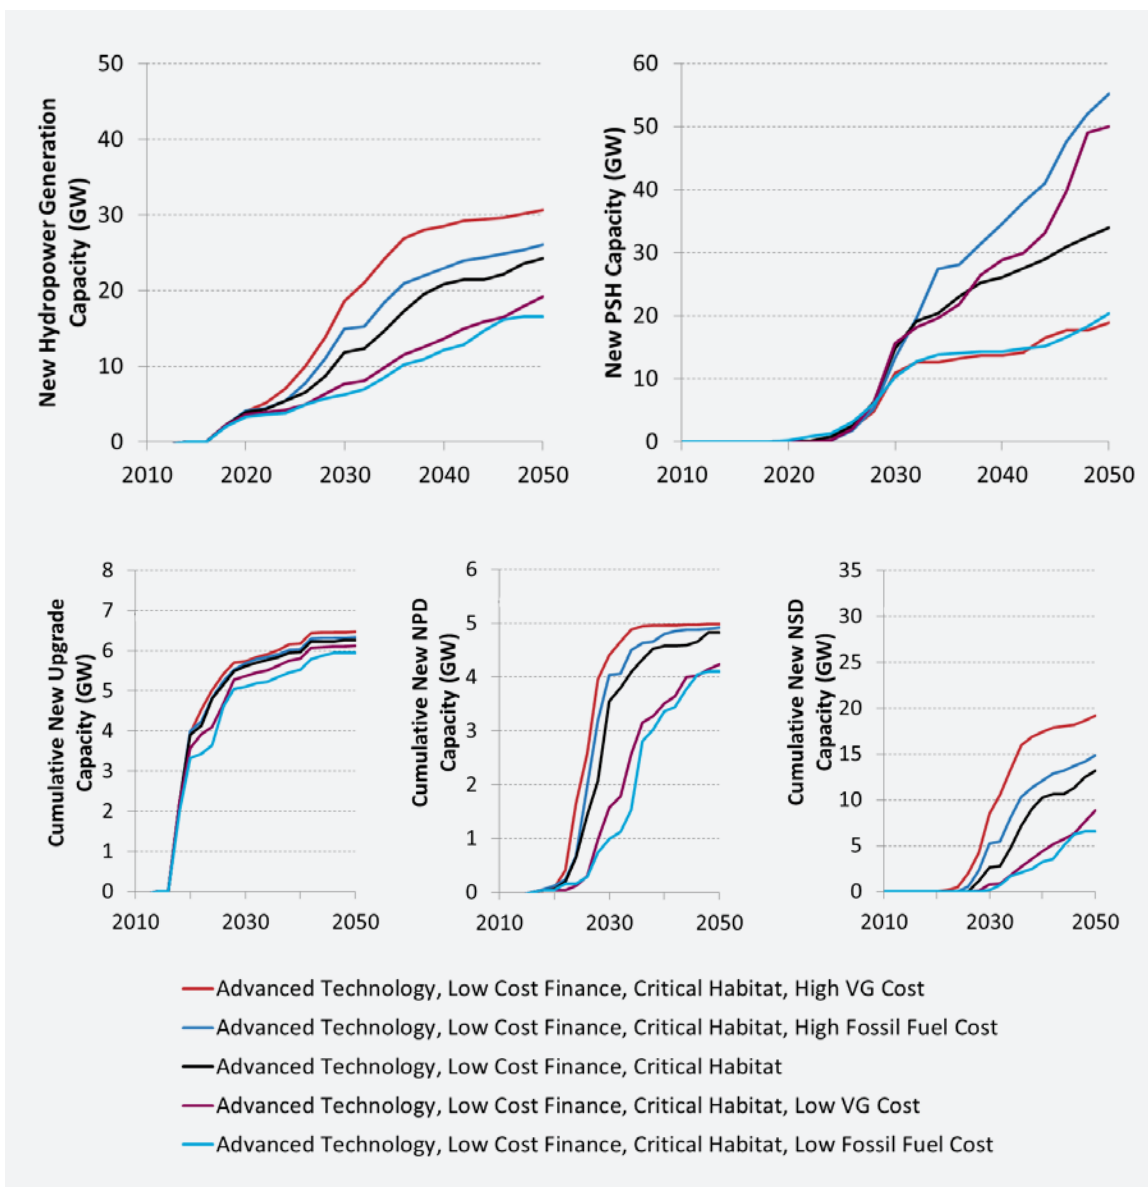 New Hydropower Generation
Capacity (GW)
50
40
30
20
10
0
2010 2020 2030 2040 2050
New PSH Capacity (GW)
60
50
40
30
20
10
0
2010 2020 2030 2040 2050
Cumulative New Upgrade
Capacity (GW)
8
7
6
5
4
3
2
1
0
2010 2030 2050
Cumulative New NPD
Capacity (GW)
6
5
4
3
2
1
0
2010 2030 2050
Cumulative New NSD
Capacity (GW)
35
30
25
20
15
10
5
0
2010 2030 2050
Advanced Technology, Low Cost Finance, Critical Habitat, High VG Cost
Advanced Technology, Low Cost Finance, Critical Habitat, High Fossil Fuel Cost
Advanced Technology, Low Cost Finance, Critical Habitat
Advanced Technology, Low Cost Finance, Critical Habitat, Low VG Cost
Advanced Technology, Low Cost Finance, Critical Habitat, Low Fossil Fuel Cost